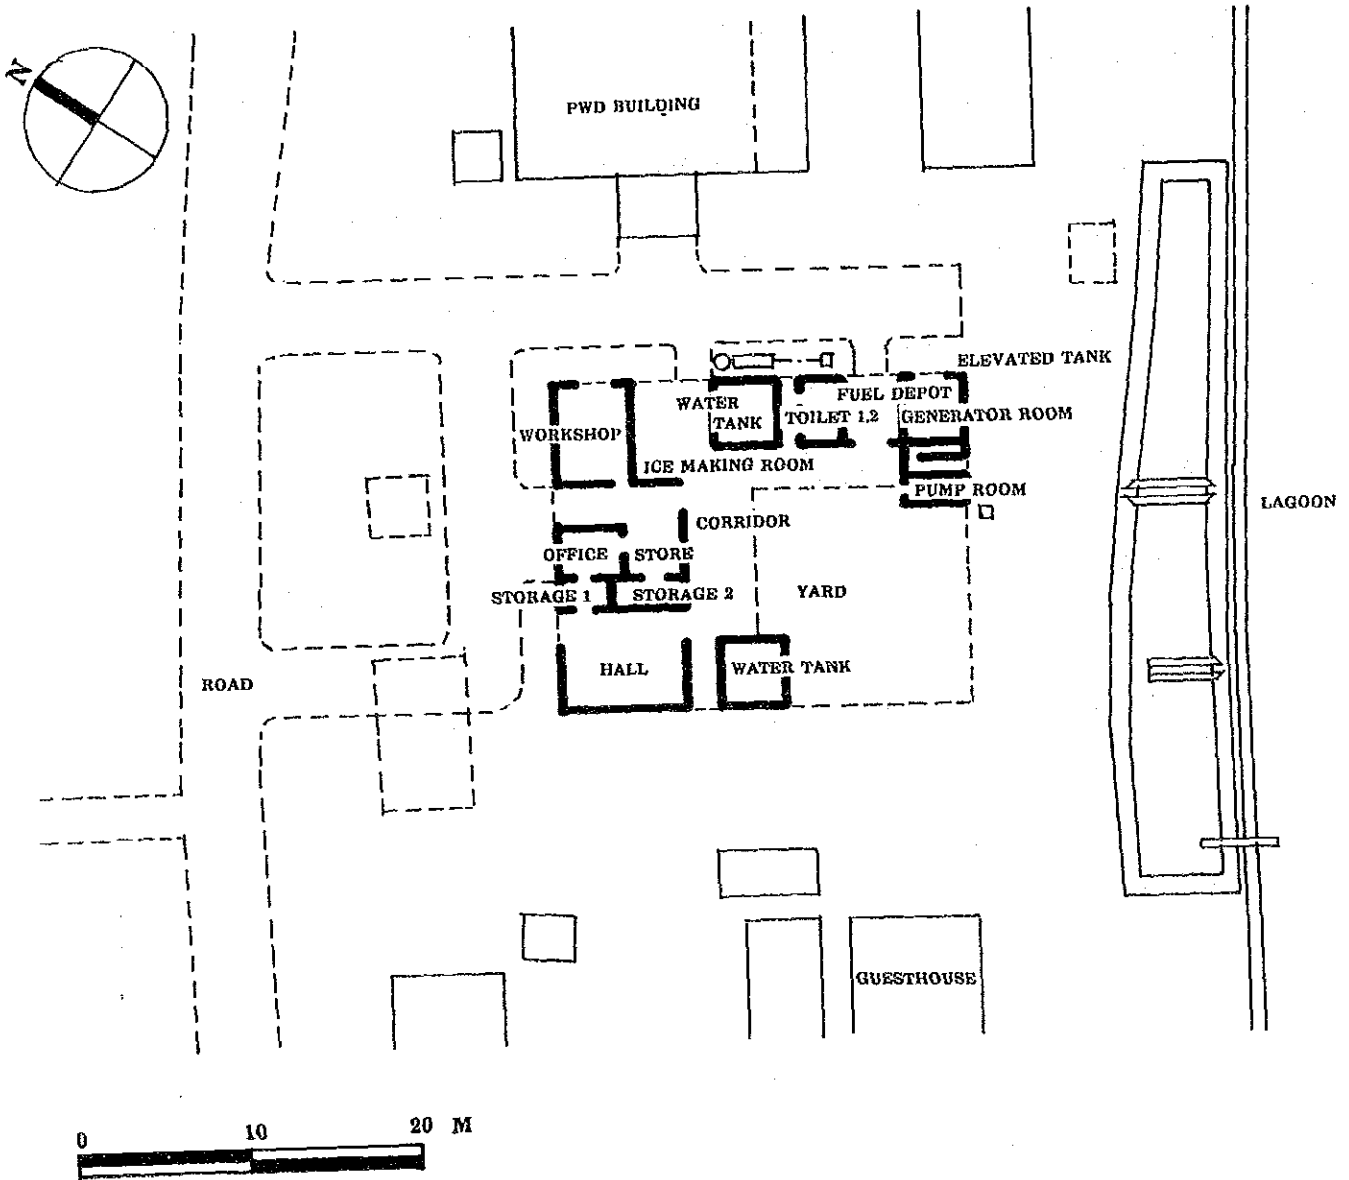 N
PWD BUILDING
ELEVATED TANK
FUEL DEPOT
WATER
TANK
TOILET 1,2
GENERATOR ROOM
WORKSHOP
ICE MAKING ROOM
PUMP ROOM
LAGOON
CORRIDOR
OFFICE
STORE
STORAGE 1
STORAGE 2
YARD
HALL
WATER TANK
ROAD
GUESTHOUSE
0 10 20 M